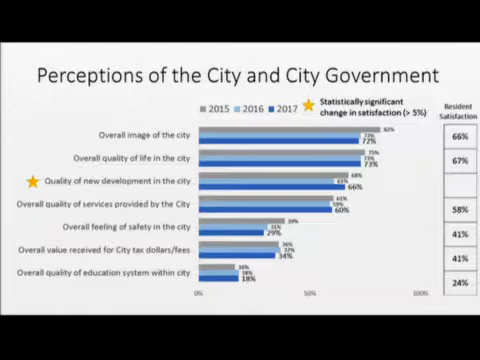 Perceptions of the City and City Government
2015 2016 2017
Statistically significant
change in satisfaction (> 5%)
Resident
Satisfaction
Overall image of the city 82% 73% 72% 66%
Overall quality of life in the city 75% 73% 73% 67%
Quality of new development in the city 68% 61% 66%
Overall quality of services provided by the City 61% 59% 60% 58%
Overall feeling of safety in the city 39% 31% 29% 41%
Overall value received for City tax dollars/fees 36% 37% 34% 41%
Overall quality of education system within city 16% 18% 18% 24%
0% 50% 100%